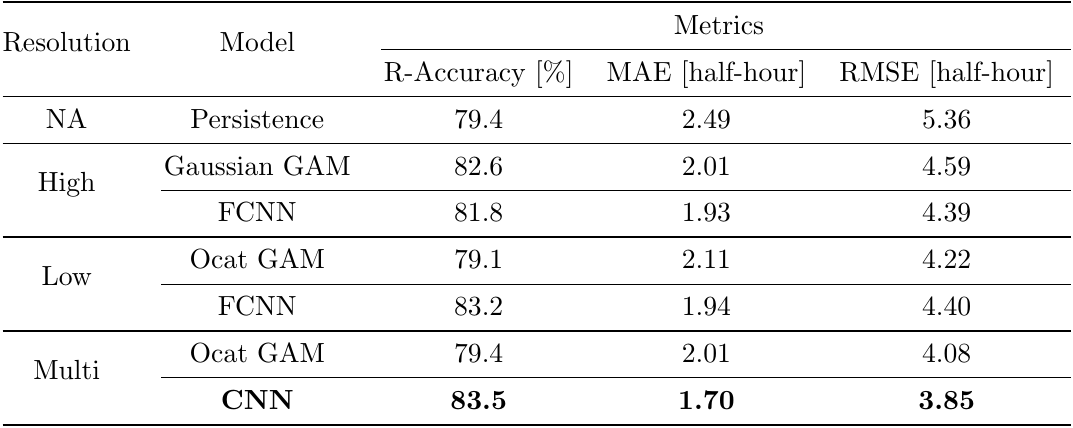 Metrics
Resolution Model
R-Accuracy [%] MAE [half-hour] RMSE [half-hour]
NA Persistence 79.4 2.49 5.36
Gaussian GAM 82.6 2.01 4.59
High
FCNN 81.8 1.93 4.39
Ocat GAM 79.1 2.11 4.22
Low
FCNN 83.2 1.94 4.40
Ocat GAM 79.4 2.01 4.08
Multi
CNN 83.5 1.70 3.85